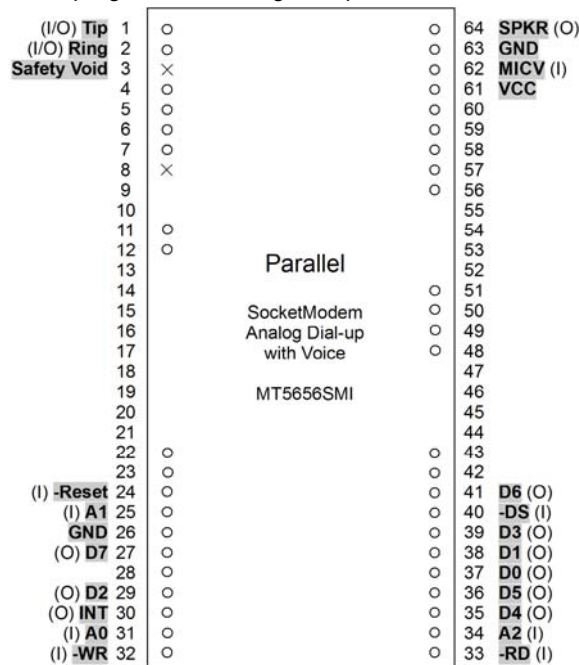 (I/O) Tip 1 64 SPKR (O)
(I/O) Ring 2 63 GND
Safety Void 3 62 MICV (I)
4 61 VCC
5 60
6 59
7 58
8 57
9 56
10 55
11 54
12 53
13 Parallel 52
14 51
15 SocketModem 50
16 Analog Dial-up 49
17 with Voice 48
18 47
19 MT5656SMI 46
20 45
21 44
22 43
23 42
(I) -Reset 24 41 D6 (O)
(I) A1 25 40 -DS (I)
GND 26 39 D3 (O)
(O) D7 27 38 D1 (O)
28 37 D0 (O)
(O) D2 29 36 D5 (O)
(O) INT 30 35 D4 (O)
(I) A0 31 34 A2 (I)
(I) -WR 32 33 -RD (I)